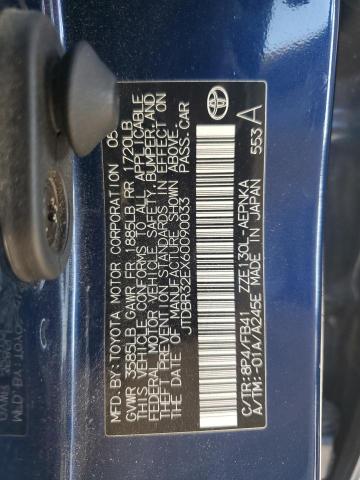 MFD.BY:TOYOTA MOTOR CORPORATION 05
GVWR 3585LB GAWR FRR 1885LB RR 1720LB
THIS VEHICLE CONFORMS TO ALL APPLICABLE
FEDERAL MOTOR VEHICLE SAFETY, BUMPER, AND
THEFT PREVENTION STANDARDS IN EFFECT ON
THE DATE OF MANUFACTURE SHOWN ABOVE.
JTDBR32EX60090033 PASS.CAR
C/TR:8P4/FB41 ZZE130L-AEPNKA
A/TM:-01A/A245E MADE IN JAPAN 553 A